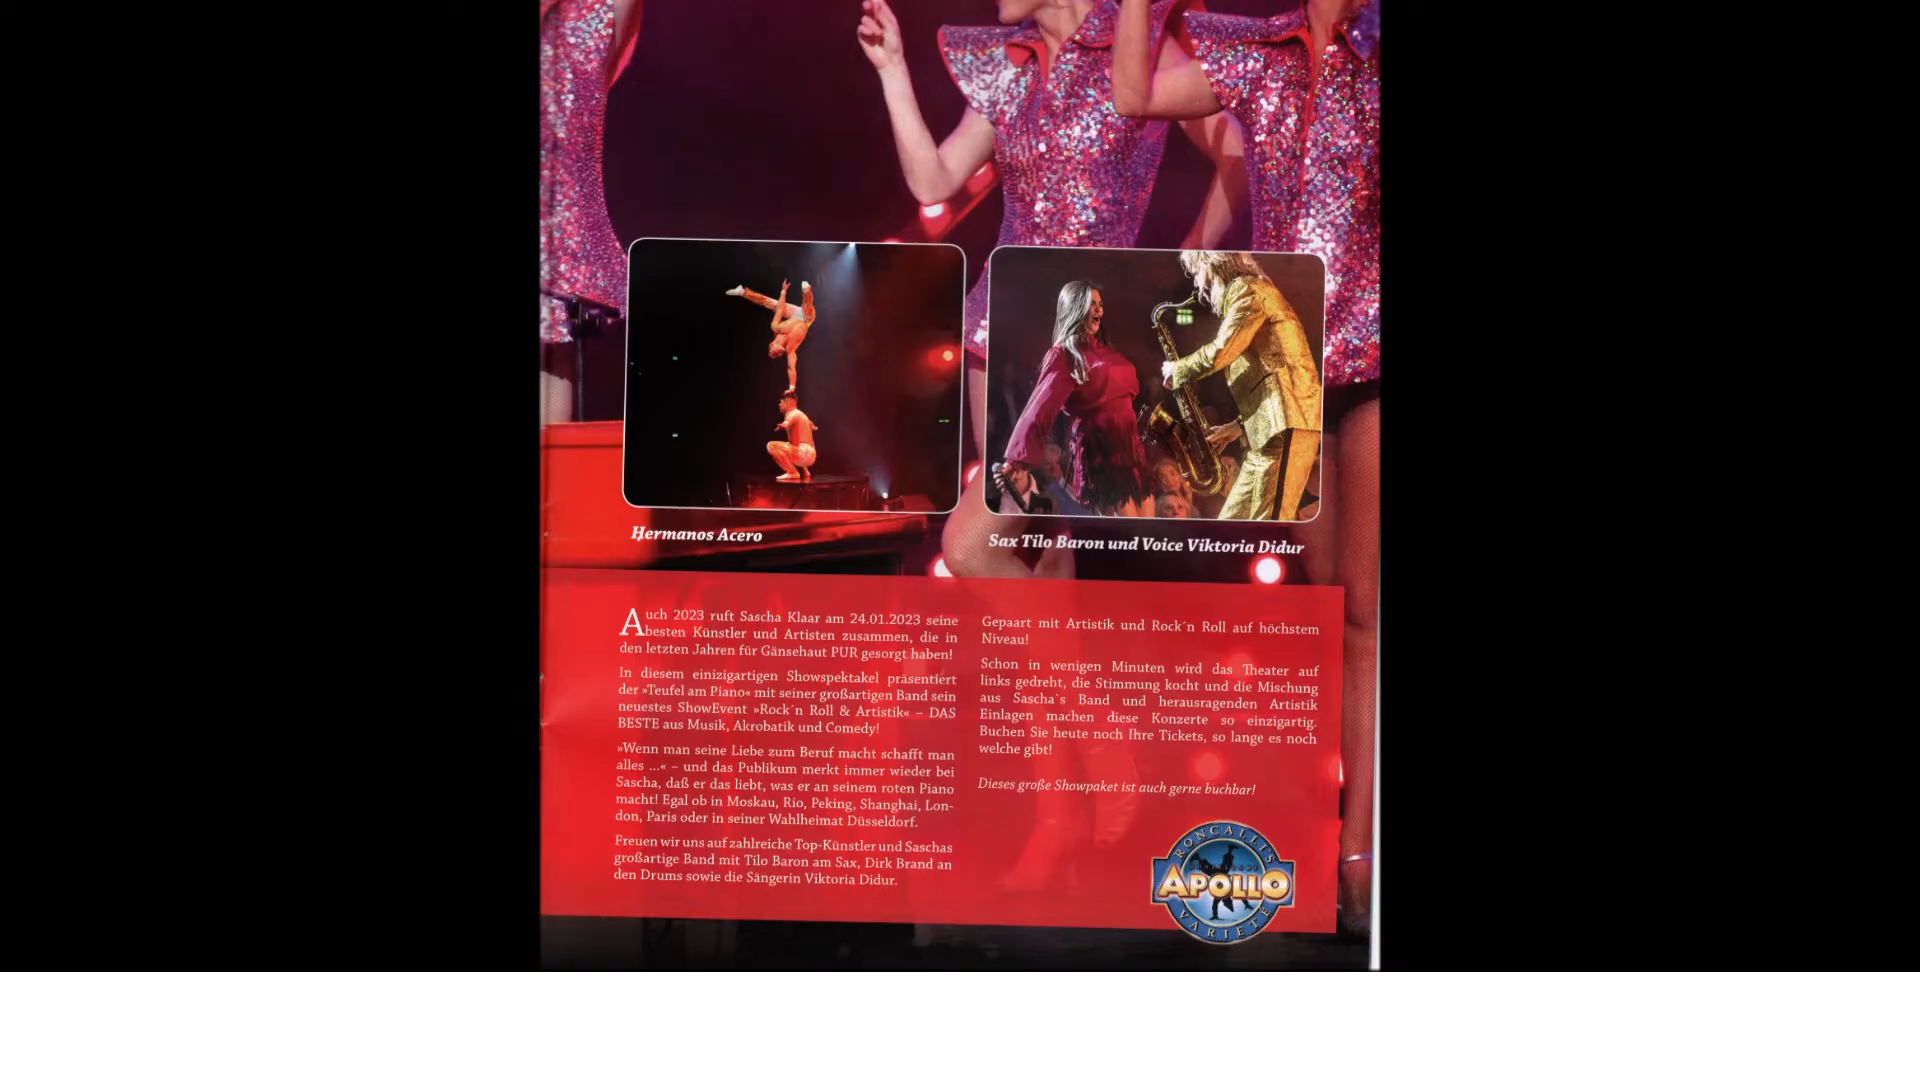 Hermanos Acero
Sax Tilo Baron und Voice Viktoria Didur
Auch 2023 ruft Sascha Klaar am 24.01.2023 seine
besten Künstler und Artisten zusammen, die in
den letzten Jahren für Gänsehaut PUR gesorgt haben!
In diesem einizigartigen Showspektakel präsentiert
der »Teufel am Piano« mit seiner großartigen Band sein
neuestes ShowEvent »Rock´n Roll & Artistik« – DAS
BESTE aus Musik, Akrobatik und Comedy!
»Wenn man seine Liebe zum Beruf macht schafft man
alles ...« – und das Publikum merkt immer wieder bei
Sascha, daß er das liebt, was er an seinem roten Piano
macht! Egal ob in Moskau, Rio, Peking, Shanghai, Lon-
don, Paris oder in seiner Wahlheimat Düsseldorf.
Freuen wir uns auf zahlreiche Top-Künstler und Saschas
großartige Band mit Tilo Baron am Sax, Dirk Brand an
den Drums sowie die Sängerin Viktoria Didur.
Gepaart mit Artistik und Rock´n Roll auf höchstem
Niveau!
Schon in wenigen Minuten wird das Theater auf
links gedreht, die Stimmung kocht und die Mischung
aus Sascha`s Band und herausragenden Artistik
Einlagen machen diese Konzerte so einzigartig.
Buchen Sie heute noch Ihre Tickets, so lange es noch
welche gibt!
Dieses große Showpaket ist auch gerne buchbar!
RONCALLI'S
APOLLO
VARIETÉ